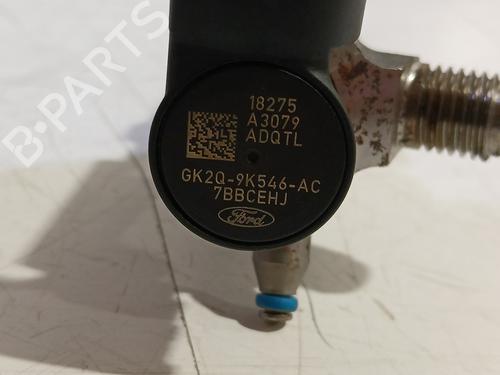 B-PARTS
18275
A3079
ADQTL
GK2Q-9K546-AC
7BBCEHJ
Ford